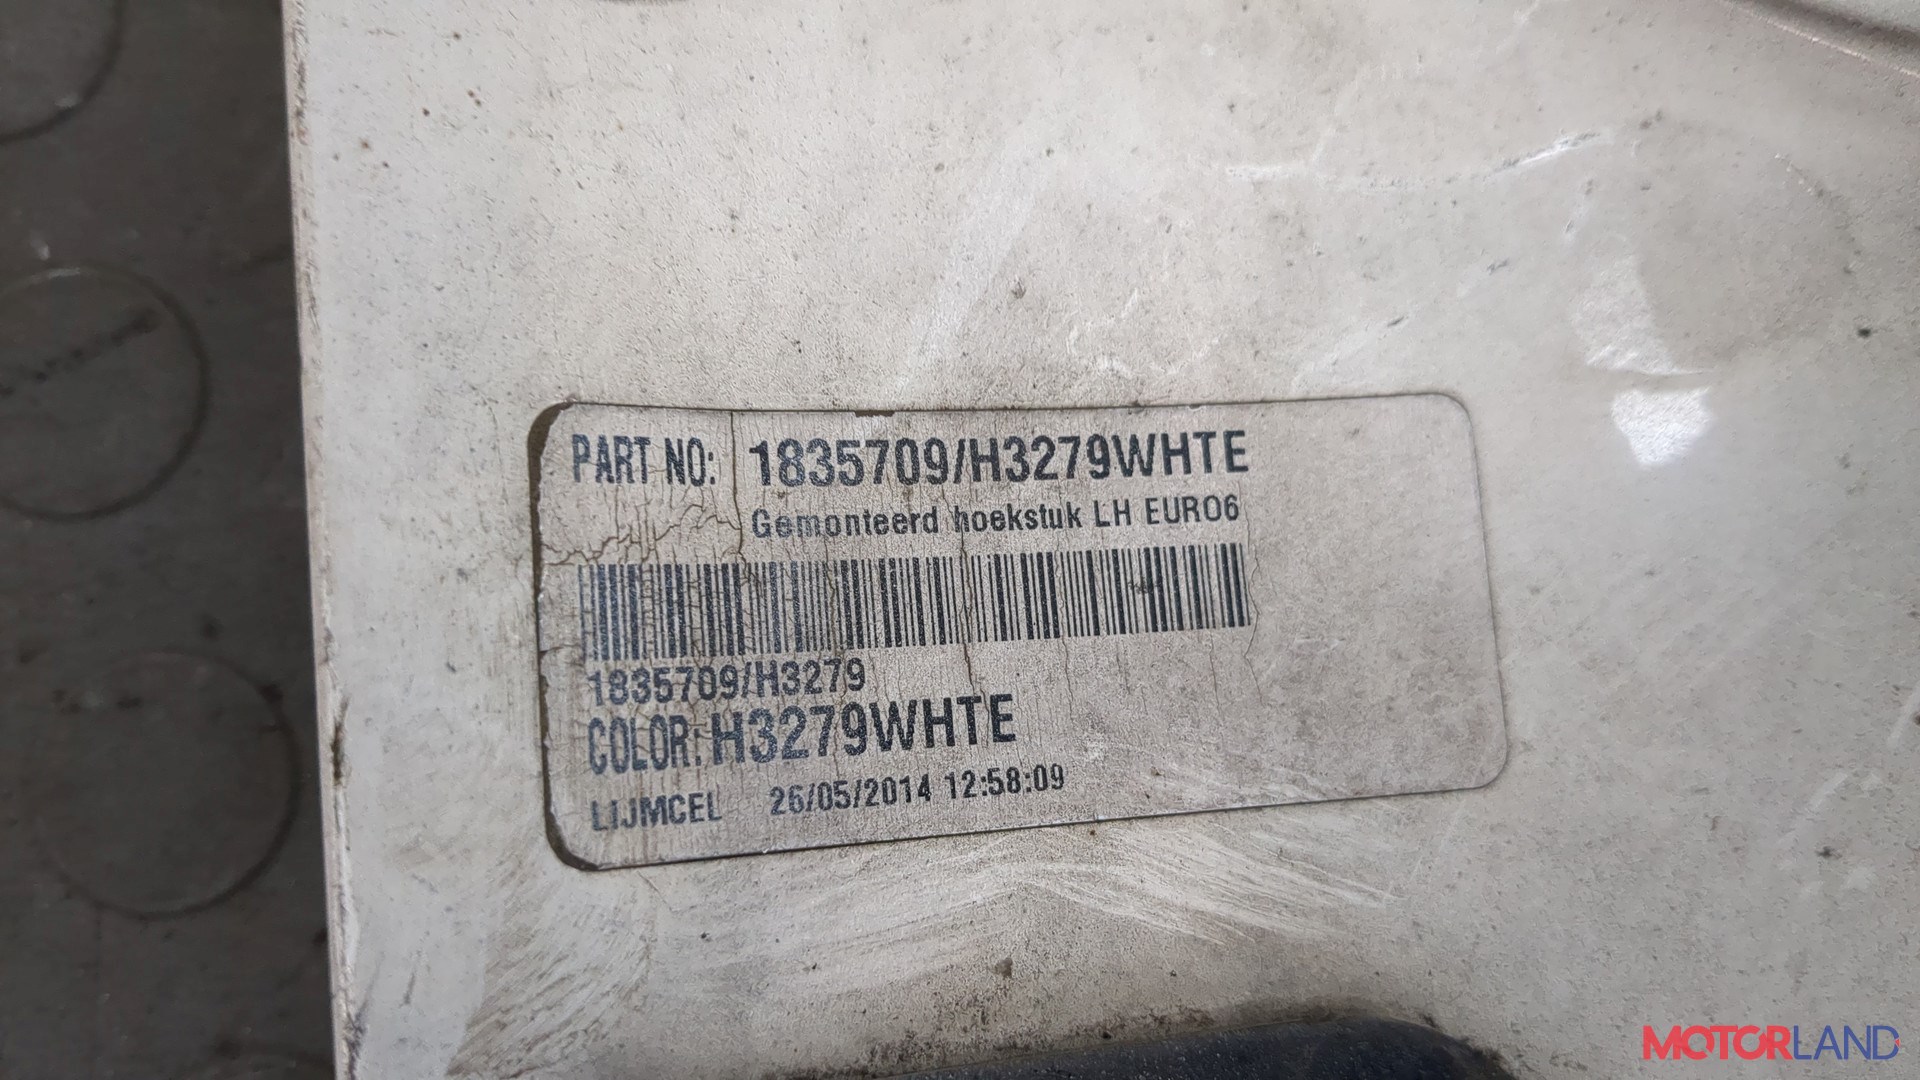 PART NO: 1835709/H3279WHTE
Gemonteerd hoekstuk LH EURO6
1835709/H3279
COLOR: H3279WHTE
LIJMCEL 26/05/2014 12:58:09
MOTORLAND